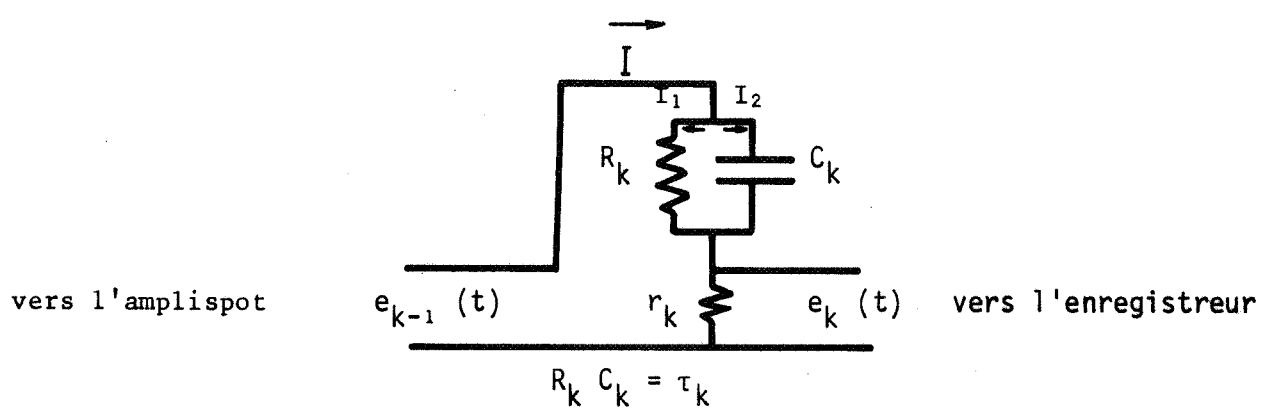 I
I₁ I₂
Rₖ Cₖ
vers l'amplispot eₖ₋₁ (t) rₖ eₖ (t) vers l'enregistreur
Rₖ Cₖ = τₖ